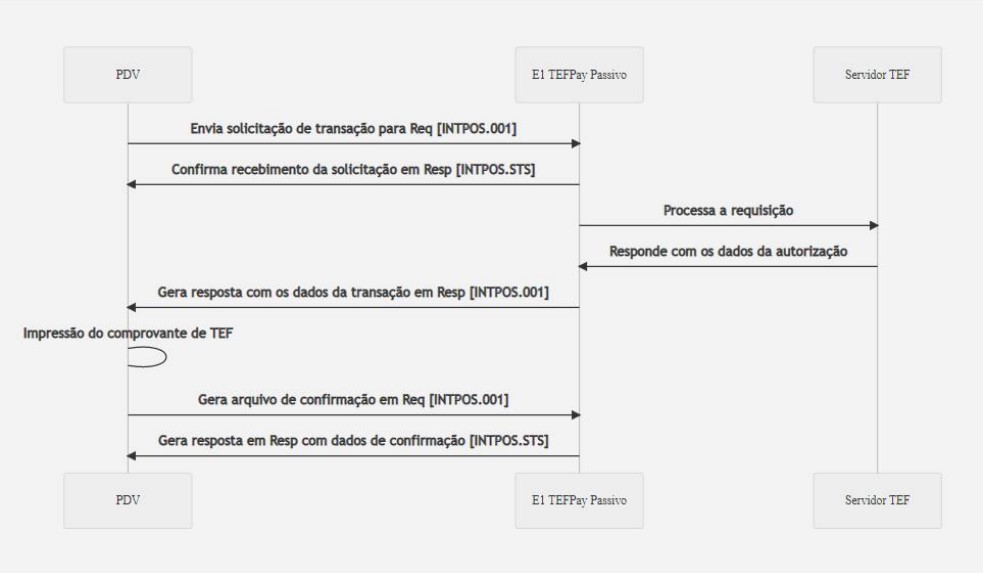 PDV
E1 TEFPay Passivo
Servidor TEF
Envia solicitação de transação para Req [INTPOS.001]
Confirma recebimento da solicitação em Resp [INTPOS.STS]
Processa a requisição
Responde com os dados da autorização
Gera resposta com os dados da transação em Resp [INTPOS.001]
Impressão do comprovante de TEF
Gera arquivo de confirmação em Req [INTPOS.001]
Gera resposta em Resp com dados de confirmação [INTPOS.STS]
PDV
E1 TEFPay Passivo
Servidor TEF